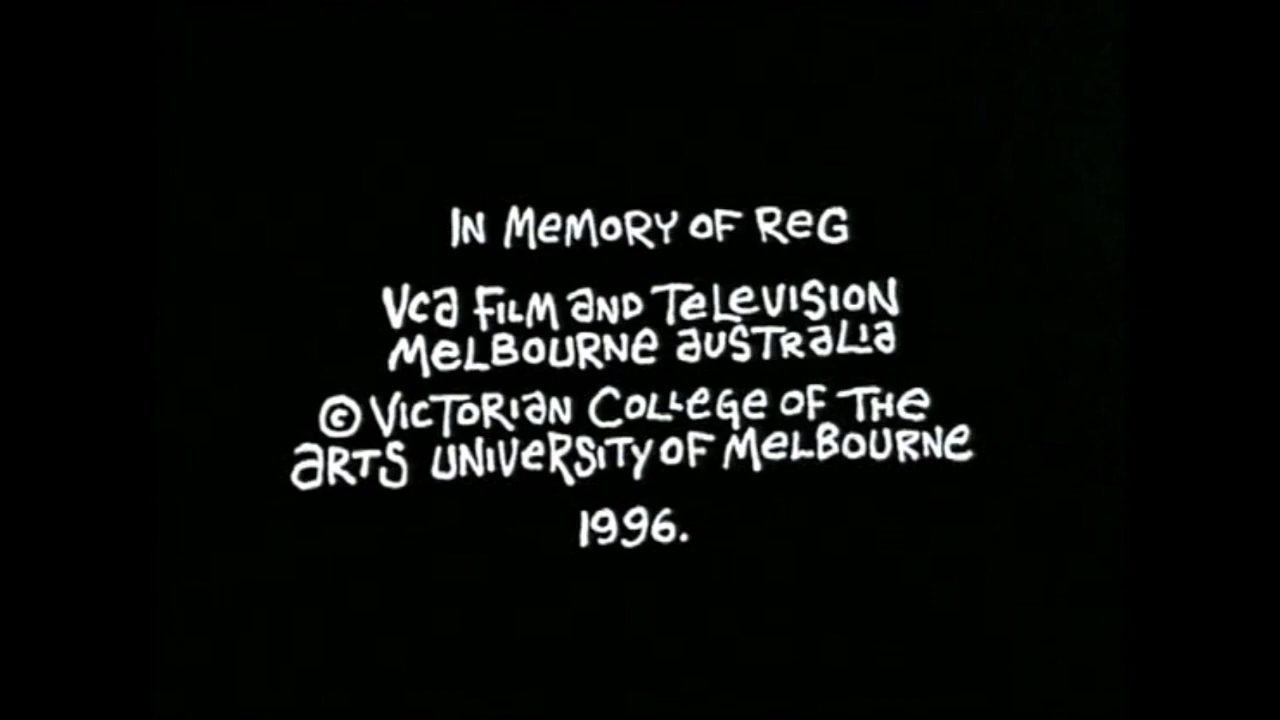 IN MeMORY OF ReG
Vca FILM aND TeLeVISION
MeLBOURNe aUSTRaLIa
© VICTORIaN COLLeGe OF THe
aRTS UNIVeRSITY OF MeLBOURNe
1996.